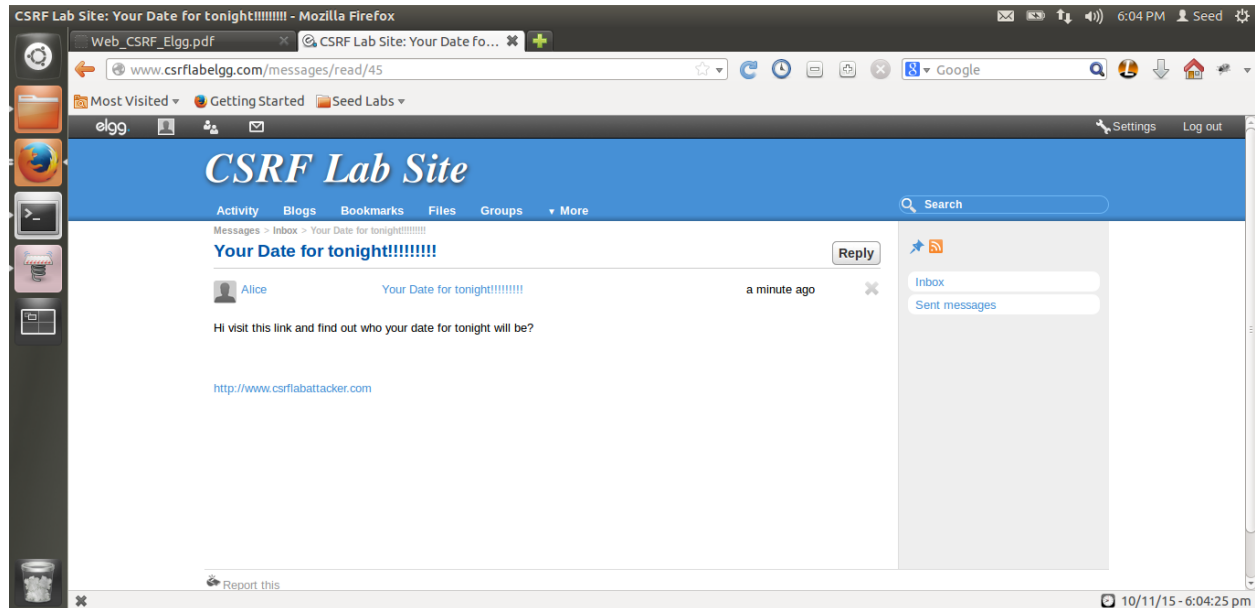 CSRF Lab Site: Your Date for tonight!!!!!!!!! - Mozilla Firefox
6:04 PM Seed
Web_CSRF_Elgg.pdf
CSRF Lab Site: Your Date fo...
www.csrflabelgg.com/messages/read/45
Google
Most Visited Getting Started Seed Labs
elgg. Settings Log out
CSRF Lab Site
Activity Blogs Bookmarks Files Groups More
Search
Messages > Inbox > Your Date for tonight!!!!!!!!!
Your Date for tonight!!!!!!!!!
Reply
Alice Your Date for tonight!!!!!!!!! a minute ago
Inbox
Sent messages
Hi visit this link and find out who your date for tonight will be?
http://www.csrflabattacker.com
Report this
10/11/15 - 6:04:25 pm